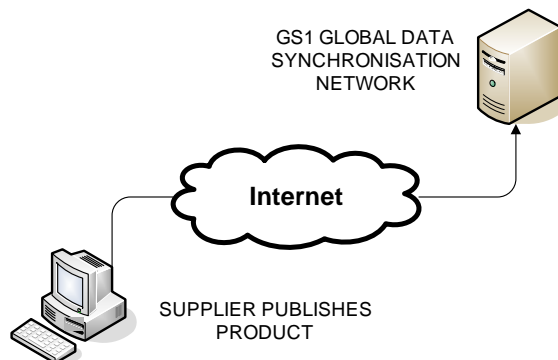 GS1 GLOBAL DATA
SYNCHRONISATION
NETWORK
Internet
SUPPLIER PUBLISHES
PRODUCT